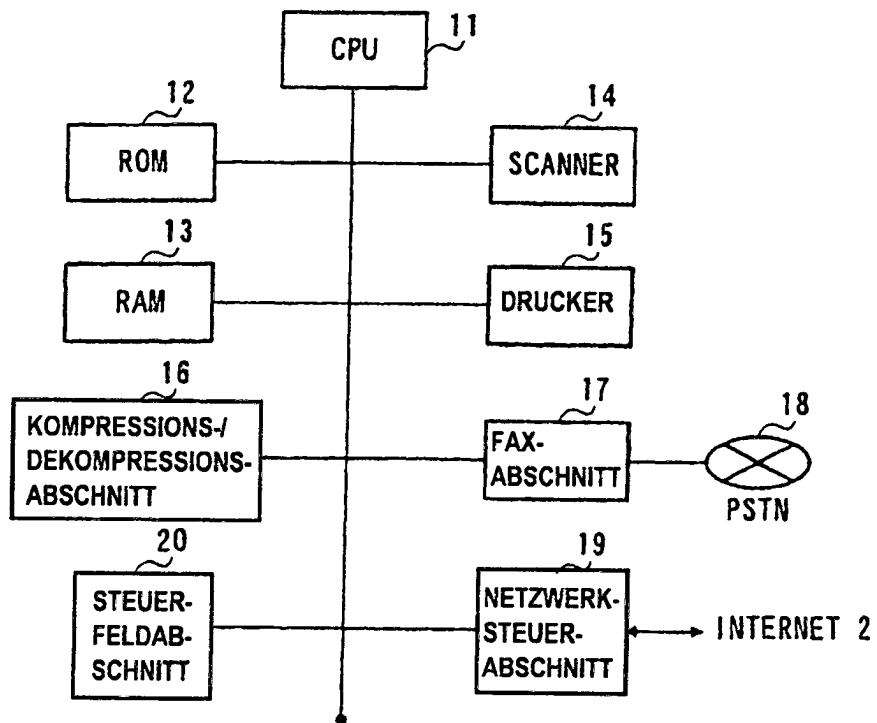 11
CPU
12
ROM
14
SCANNER
13
RAM
15
DRUCKER
16
KOMPRESSIONS-/
DEKOMPRESSIONS-
ABSCHNITT
17
FAX-
ABSCHNITT
18
PSTN
20
STEUER-
FELDAB-
SCHNITT
19
NETZWERK-
STEUER-
ABSCHNITT
INTERNET 2